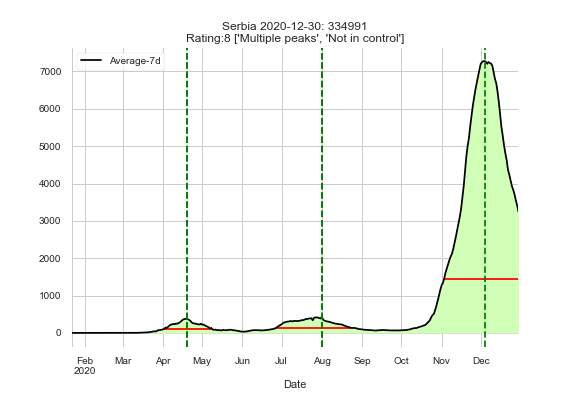 Serbia 2020-12-30: 334991
Rating:8 ['Multiple peaks', 'Not in control']
Average-7d
7000
6000
5000
4000
3000
2000
1000
0
Feb Mar Apr May Jun Jul Aug Sep Oct Nov Dec
2020
Date